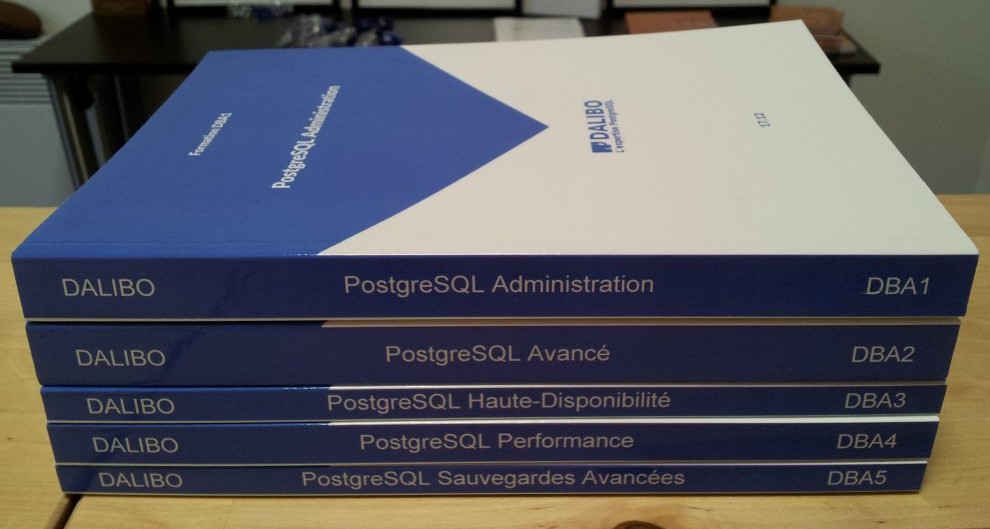 Formation DBA1
PostgreSQL Administration
DALIBO
L'expertise PostgreSQL
17.12
DALIBO PostgreSQL Administration DBA1
DALIBO PostgreSQL Avancé DBA2
DALIBO PostgreSQL Haute-Disponibilité DBA3
DALIBO PostgreSQL Performance DBA4
DALIBO PostgreSQL Sauvegardes Avancées DBA5